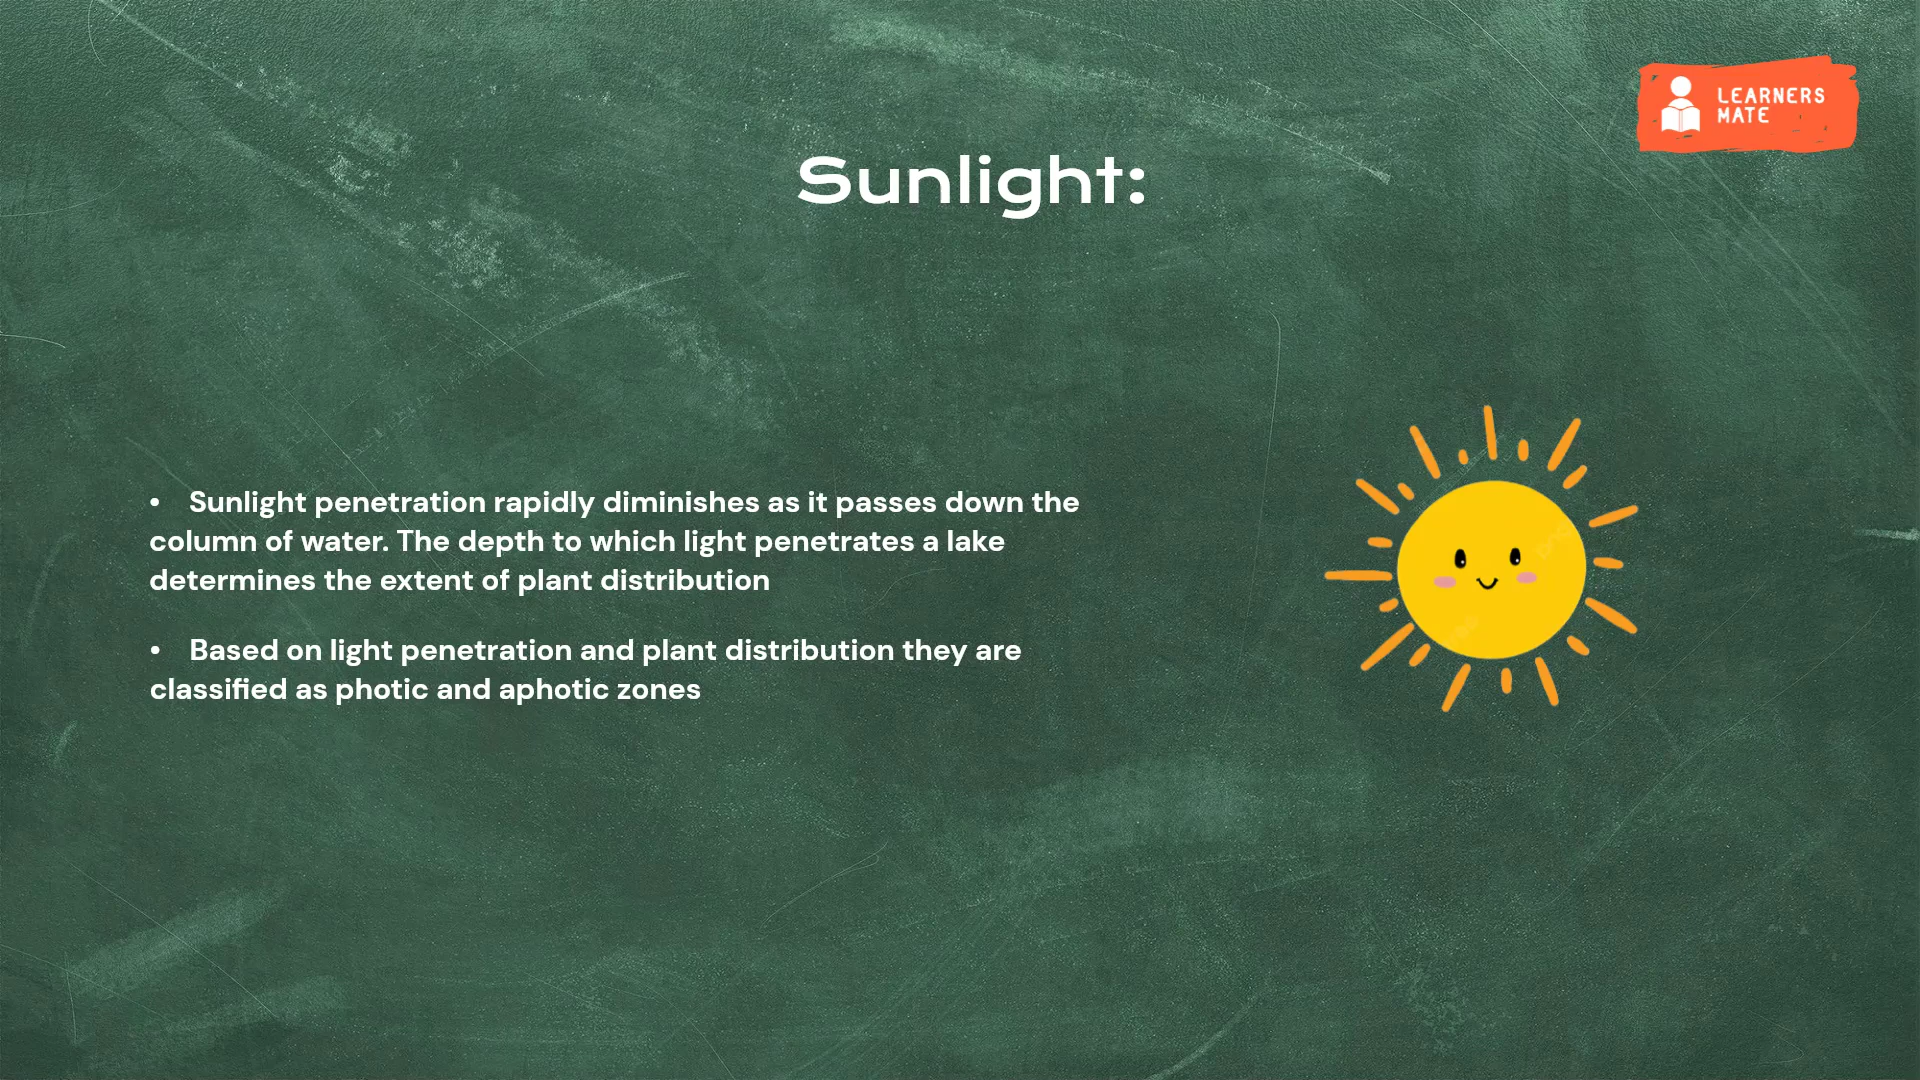 LEARNERS
MATE
Sunlight:
• Sunlight penetration rapidly diminishes as it passes down the
column of water. The depth to which light penetrates a lake
determines the extent of plant distribution
• Based on light penetration and plant distribution they are
classified as photic and aphotic zones